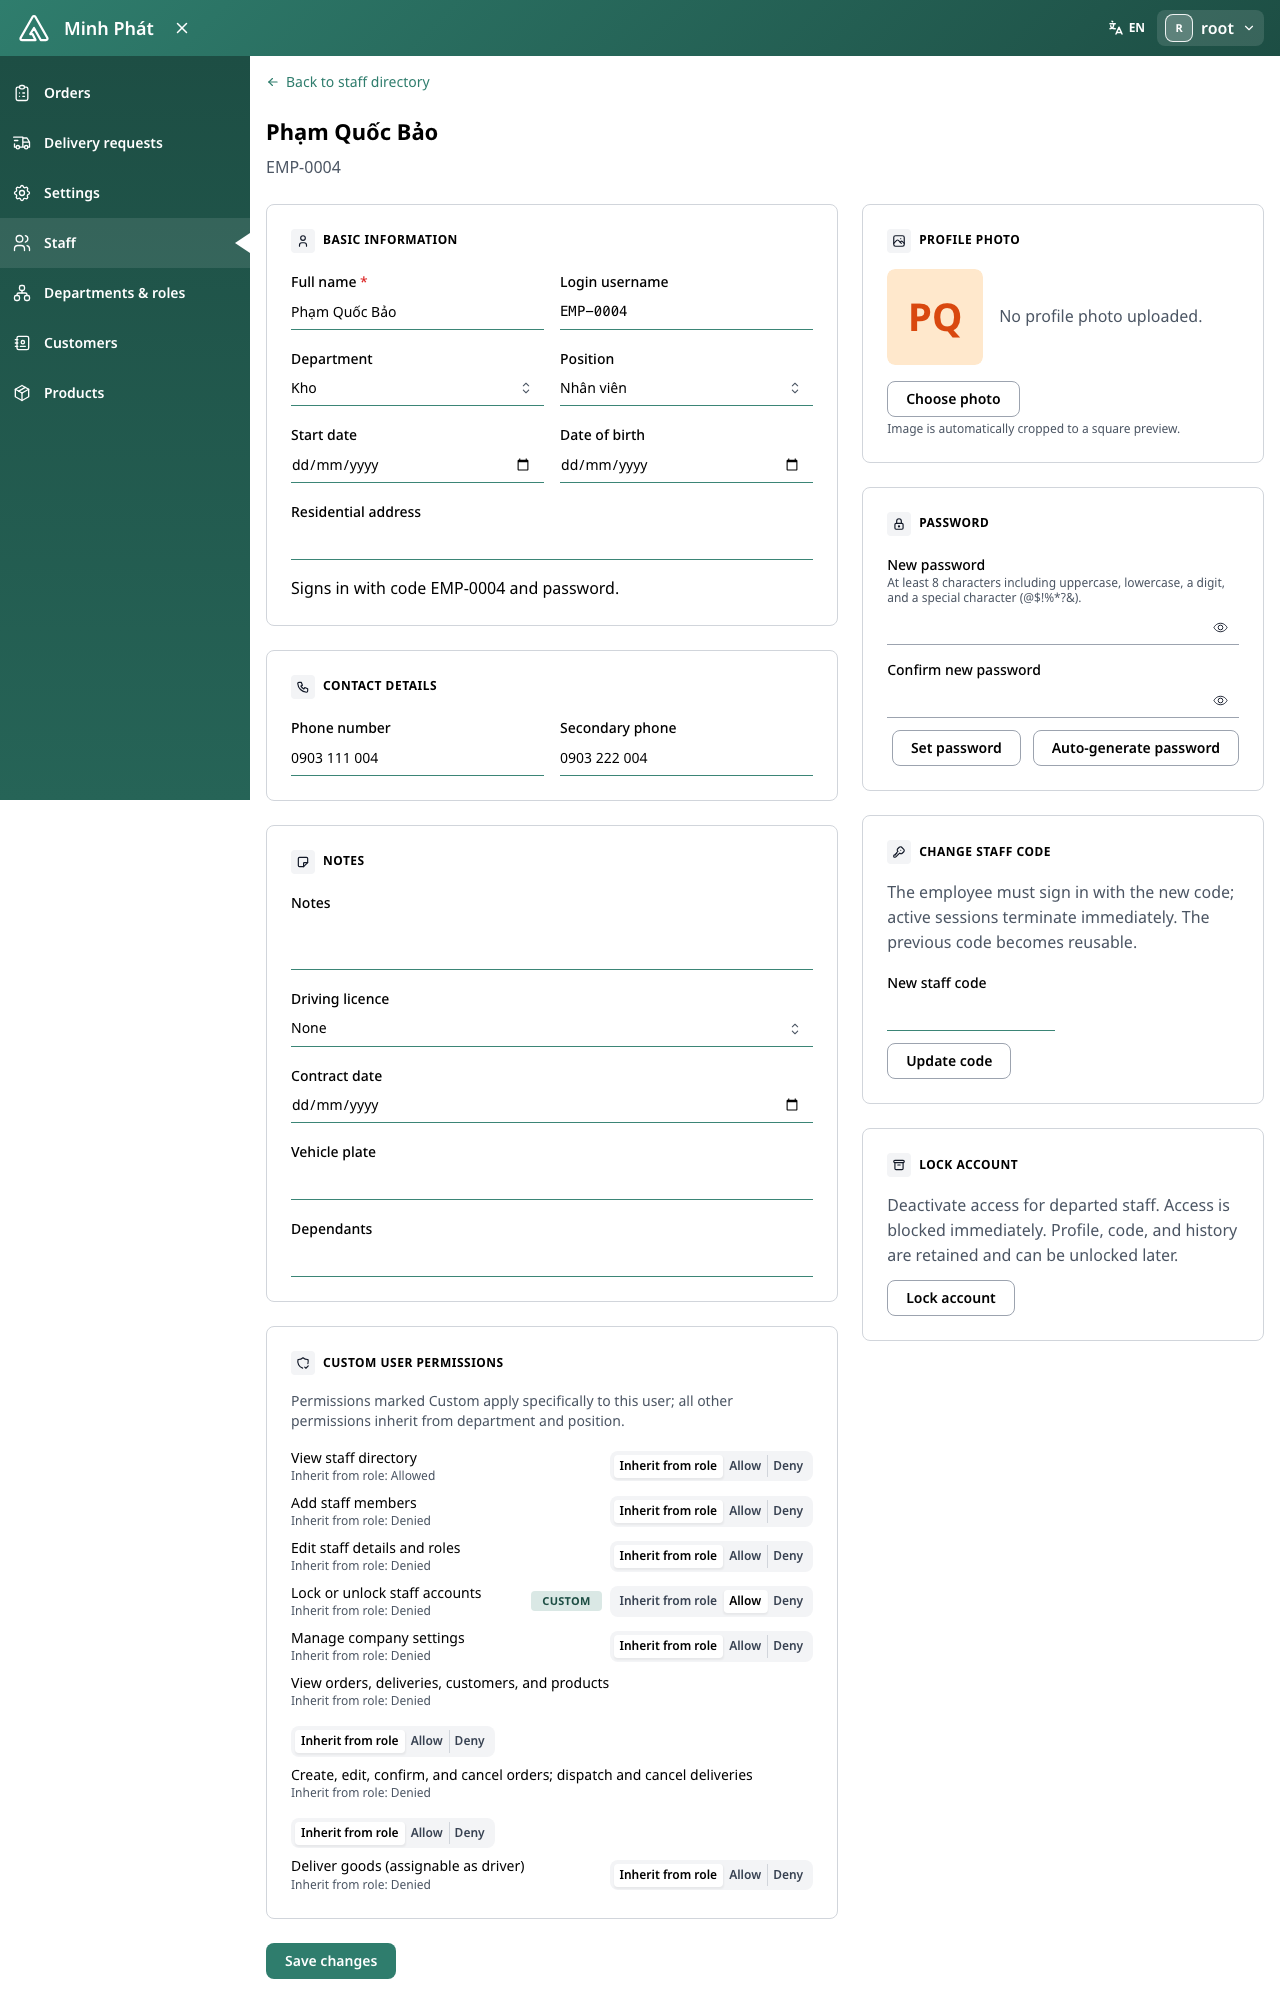 Minh Phát
EN
R
root
Orders
Delivery requests
Settings
Staff
Departments & roles
Customers
Products
Back to staff directory
Phạm Quốc Bảo
EMP-0004
BASIC INFORMATION
Full name *
Login username
Phạm Quốc Bảo
EMP-0004
Department
Position
Kho
Nhân viên
Start date
Date of birth
dd/mm/yyyy
dd/mm/yyyy
Residential address
Signs in with code EMP-0004 and password.
CONTACT DETAILS
Phone number
Secondary phone
0903 111 004
0903 222 004
NOTES
Notes
Driving licence
None
Contract date
dd/mm/yyyy
Vehicle plate
Dependants
CUSTOM USER PERMISSIONS
Permissions marked Custom apply specifically to this user; all other
permissions inherit from department and position.
View staff directory
Inherit from role: Allowed
Inherit from role Allow Deny
Add staff members
Inherit from role: Denied
Inherit from role Allow Deny
Edit staff details and roles
Inherit from role: Denied
Inherit from role Allow Deny
Lock or unlock staff accounts
Inherit from role: Denied
CUSTOM
Inherit from role Allow Deny
Manage company settings
Inherit from role: Denied
Inherit from role Allow Deny
View orders, deliveries, customers, and products
Inherit from role: Denied
Inherit from role Allow Deny
Create, edit, confirm, and cancel orders; dispatch and cancel deliveries
Inherit from role: Denied
Inherit from role Allow Deny
Deliver goods (assignable as driver)
Inherit from role: Denied
Inherit from role Allow Deny
Save changes
PROFILE PHOTO
PQ
No profile photo uploaded.
Choose photo
Image is automatically cropped to a square preview.
PASSWORD
New password
At least 8 characters including uppercase, lowercase, a digit,
and a special character (@$!%*?&).
Confirm new password
Set password
Auto-generate password
CHANGE STAFF CODE
The employee must sign in with the new code;
active sessions terminate immediately. The
previous code becomes reusable.
New staff code
Update code
LOCK ACCOUNT
Deactivate access for departed staff. Access is
blocked immediately. Profile, code, and history
are retained and can be unlocked later.
Lock account